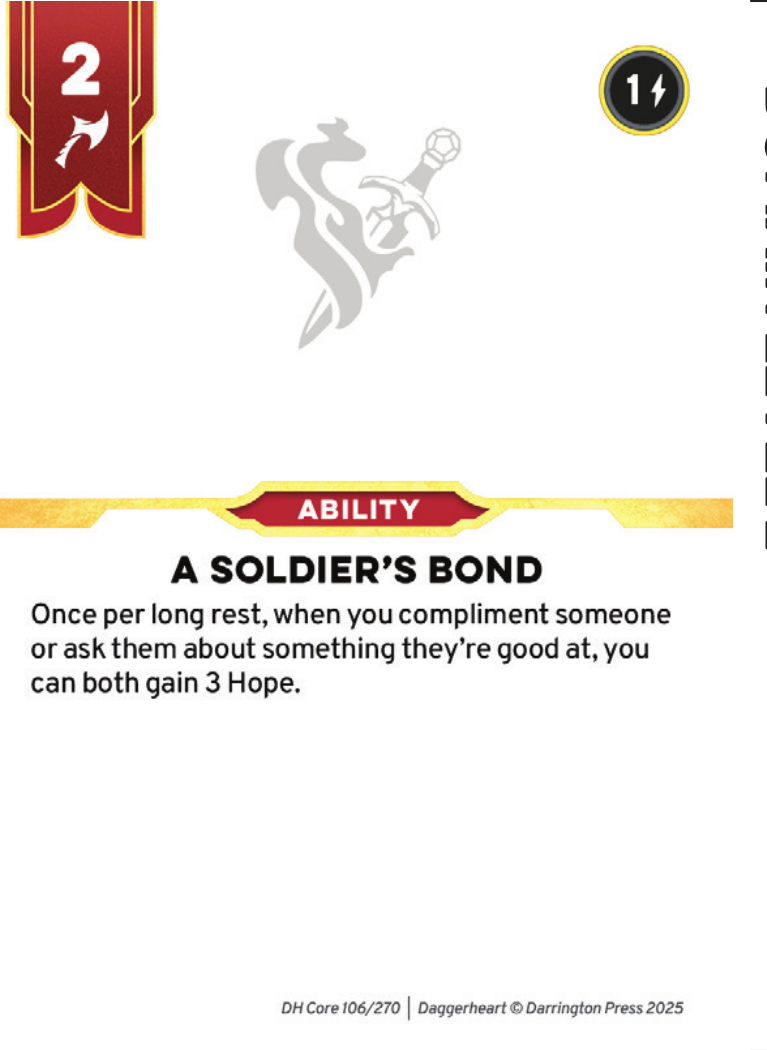 2
1
ABILITY
A SOLDIER'S BOND
Once per long rest, when you compliment someone
or ask them about something they're good at, you
can both gain 3 Hope.
DH Core 106/270 | Daggerheart © Darrington Press 2025